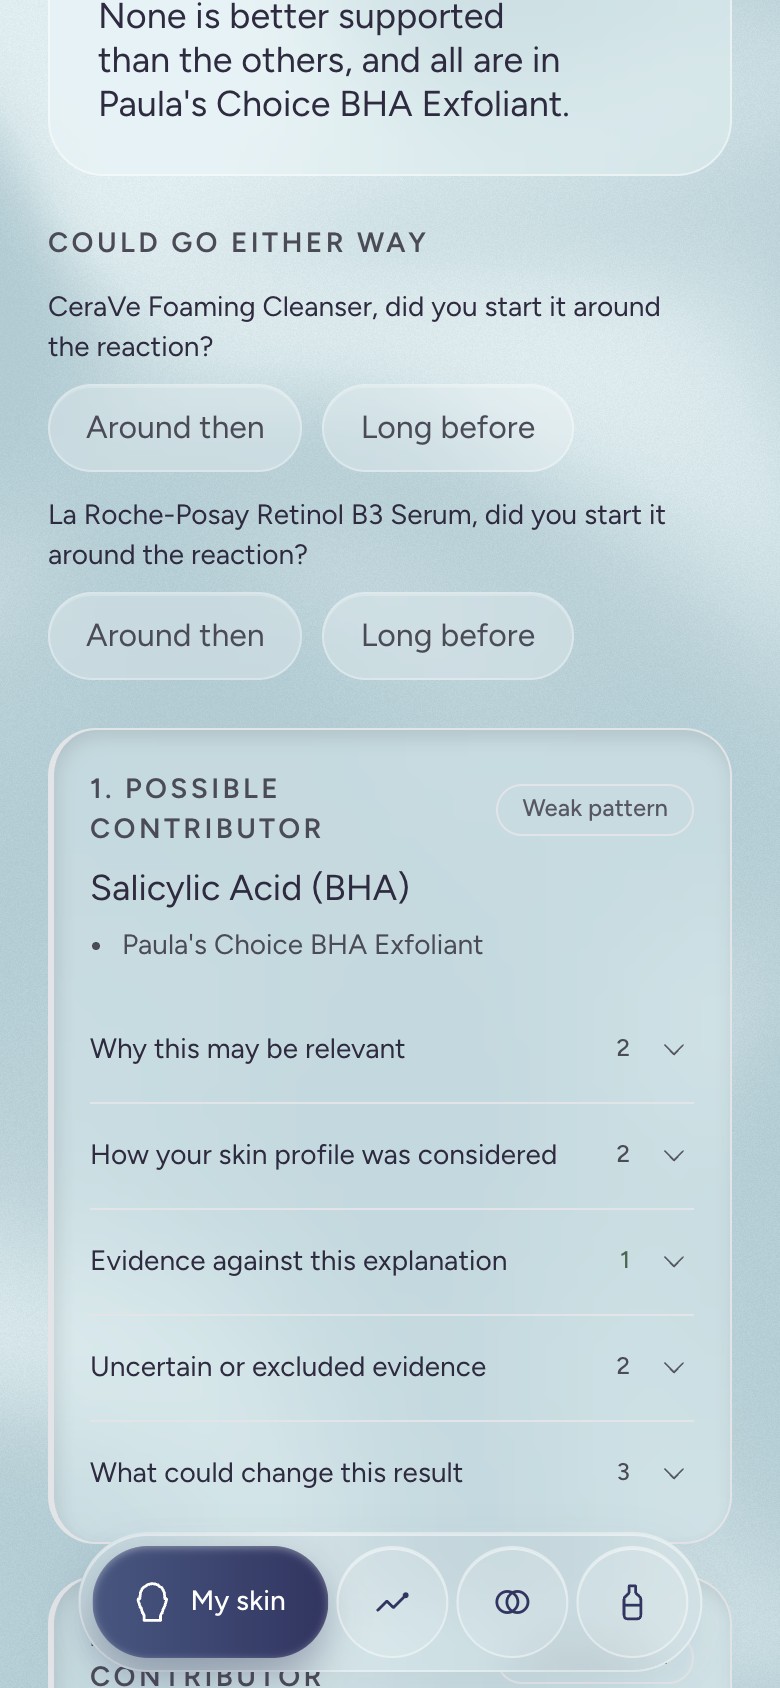 None is better supported
than the others, and all are in
Paula's Choice BHA Exfoliant.
COULD GO EITHER WAY
CeraVe Foaming Cleanser, did you start it around
the reaction?
Around then
Long before
La Roche-Posay Retinol B3 Serum, did you start it
around the reaction?
Around then
Long before
1. POSSIBLE
CONTRIBUTOR
Weak pattern
Salicylic Acid (BHA)
• Paula's Choice BHA Exfoliant
Why this may be relevant 2
How your skin profile was considered 2
Evidence against this explanation 1
Uncertain or excluded evidence 2
What could change this result 3
My skin
CONTRIBUTOR